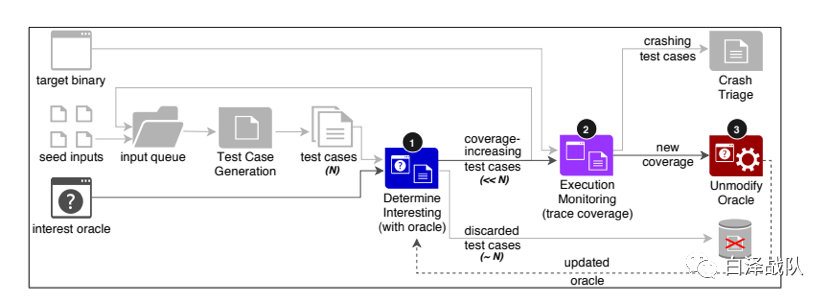 target binary
seed inputs
input queue
Test Case
Generation
test cases
(N)
interest oracle
?
1
?
Determine
Interesting
(with oracle)
coverage-
increasing
test cases
(<< N)
discarded
test cases
(~ N)
2
Execution
Monitoring
(trace coverage)
crashing
test cases
Crash
Triage
new
coverage
3
?
Unmodify
Oracle
updated
oracle
白泽战队